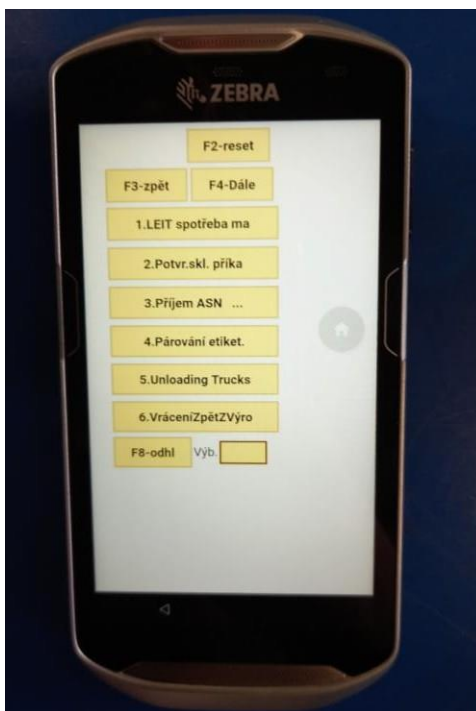 ZEBRA
F2-reset
F3-zpět F4-Dále
1.LEIT spotřeba ma
2.Potvr.skl. příka
3.Příjem ASN ...
4.Párování etiket.
5.Unloading Trucks
6.VráceníZpětZVýro
F8-odhl Výb.